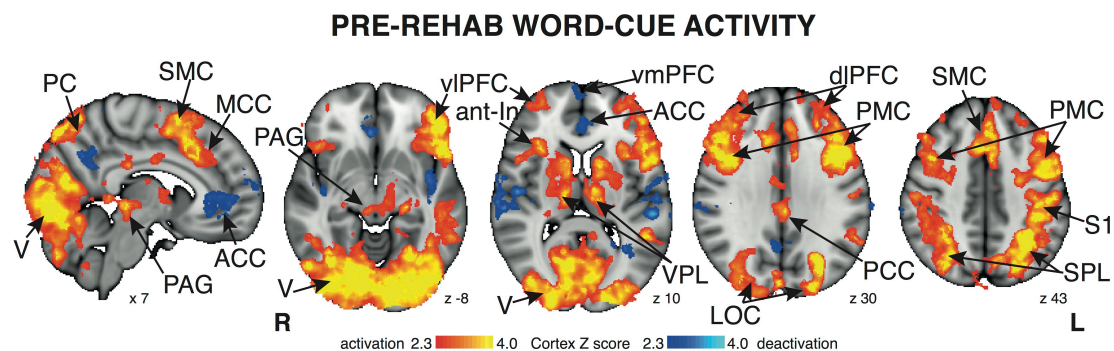 PRE-REHAB WORD-CUE ACTIVITY
PC
SMC
MCC
V
PAG
ACC
x 7
PAG
vlPFC
ant-In
V
z -8
vmPFC
ACC
VPL
V
z 10
dlPFC
PMC
PCC
LOC
z 30
SMC
PMC
S1
SPL
z 43
R
L
activation 2.3 4.0 Cortex Z score 2.3 4.0 deactivation